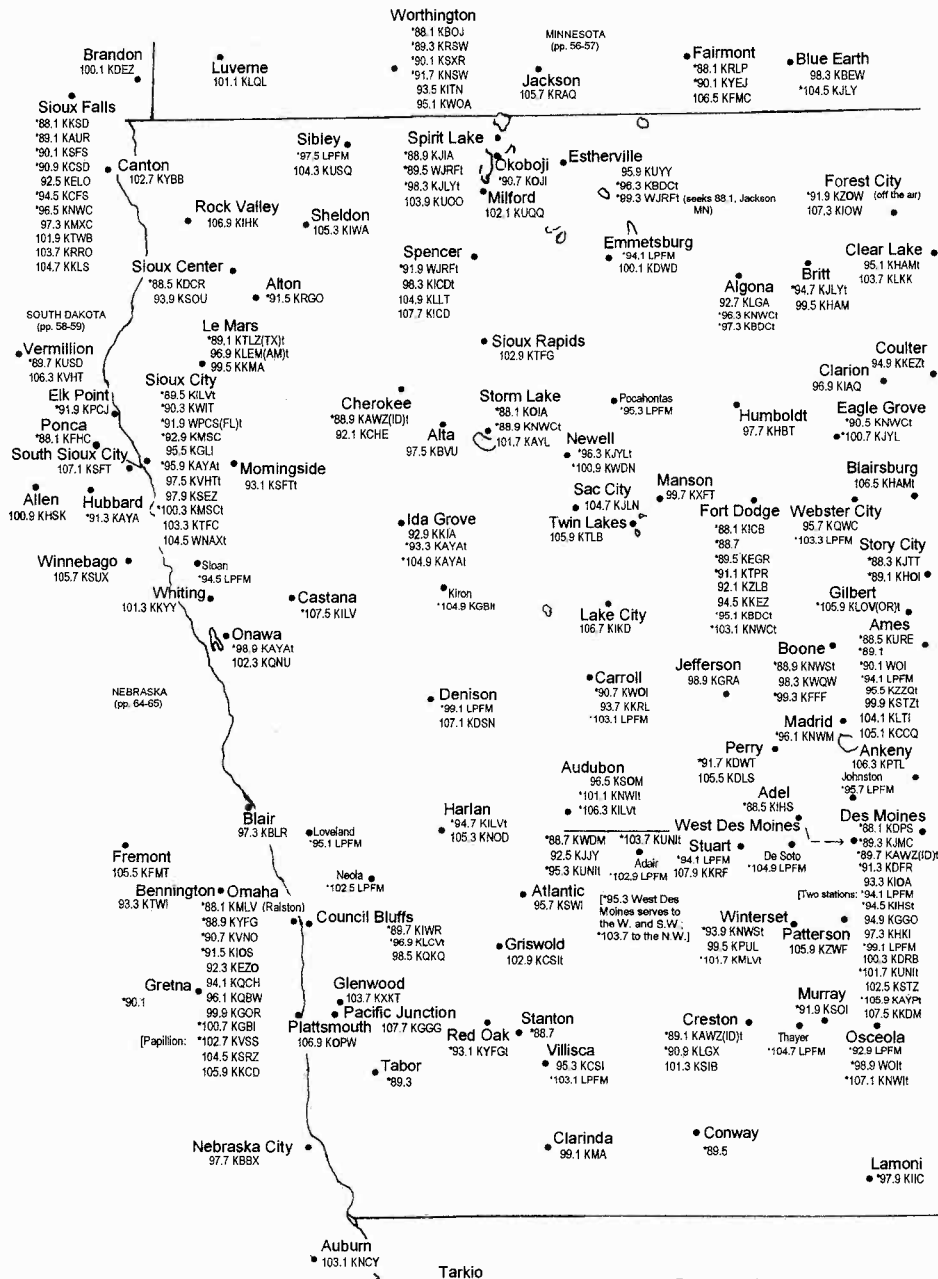 Worthington
*88.1 KBOJ
*89.3 KRSW
*90.1 KSXR
*91.7 KNSW
93.5 KITN
95.1 KWOA
MINNESOTA
(pp. 56-57)
Brandon
100.1 KDEZ
Luverne
101.1 KLQL
Jackson
105.7 KRAQ
Fairmont
*88.1 KRLP
*90.1 KYEJ
106.5 KFMC
Blue Earth
98.3 KBEW
*104.5 KJLY
Sioux Falls
*88.1 KKSD
*89.1 KAUR
*90.1 KSFS
*90.9 KCSD
92.5 KELO
*94.5 KCFS
*96.5 KNWC
97.3 KMXC
101.9 KTWB
103.7 KRRO
104.7 KKLS
Canton
102.7 KYBB
Sibley
*97.5 LPFM
104.3 KUSQ
Spirit Lake
*88.9 KJIA
*89.5 WJRFt
*98.3 KJLYt
103.9 KUOO
Okoboji
*90.7 KOJI
Milford
102.1 KUQQ
Estherville
95.9 KUYY
*96.3 KBDCt
*99.3 WJRFt (seeks 88.1, Jackson
MN)
Forest City
*91.9 KZOW (off the air)
107.3 KIOW
Rock Valley
106.9 KIHK
Sheldon
105.3 KIWA
Spencer
*91.9 WJRFt
98.3 KICDt
104.9 KLLT
107.7 KICD
Emmetsburg
*94.1 LPFM
100.1 KDWD
Clear Lake
95.1 KHAMt
103.7 KLKK
Sioux Center
*88.5 KDCR
93.9 KSOU
Alton
*91.5 KRGO
Algona
92.7 KLGA
*96.3 KNWCt
*97.3 KBDCt
Britt
*94.7 KJLYt
99.5 KHAM
SOUTH DAKOTA
(pp. 58-59)
Le Mars
*89.1 KTLZ(TX)t
96.9 KLEM(AM)t
99.5 KKMA
Vermillion
*89.7 KUSD
106.3 KVHT
Sioux Rapids
102.9 KTFG
Coulter
94.9 KKEZt
Clarion
96.9 KIAQ
Sioux City
*89.5 KILVt
*90.3 KWIT
*91.9 WPCS(FL)t
*92.9 KMSC
95.5 KGLI
*95.9 KAYAt
97.5 KVHTt
97.9 KSEZ
*100.3 KMSCt
103.3 KTFC
104.5 WNAXt
Elk Point
*91.9 KPCJ
Ponca
*88.1 KFHC
South Sioux City
107.1 KSFT
Cherokee
*88.9 KAWZ(ID)t
92.1 KCHE
Alta
97.5 KBVU
Storm Lake
*88.1 KOIA
*88.9 KNWCt
101.7 KAYL
Pocahontas
*95.3 LPFM
Humboldt
97.7 KHBT
Eagle Grove
*90.5 KNWCt
*100.7 KJYL
Newell
*96.3 KJYLt
*100.9 KWDN
Blairsburg
106.5 KHAMt
Allen
100.9 KHSK
Hubbard
*91.3 KAYA
Morningside
93.1 KSFTt
Sac City
*104.7 KJLN
Manson
*99.7 KXFT
Fort Dodge
*88.1 KICB
*88.7
*89.5 KEGR
*91.1 KTPR
92.1 KZLB
94.5 KKEZ
*95.1 KBDCt
*103.1 KNWCt
Webster City
95.7 KQWC
*103.3 LPFM
Ida Grove
92.9 KKIA
*93.3 KAYAt
*104.9 KAYAt
Twin Lakes
105.9 KTLB
Story City
*88.3 KJTT
*89.1 KHOI
Winnebago
105.7 KSUX
Sloan
*94.5 LPFM
Kiron
*104.9 KGBIt
Gilbert
*105.9 KLOV(OR)t
Whiting
101.3 KKYY
Castana
*107.5 KILV
Lake City
106.7 KIKD
Ames
*88.5 KURE
*89.1
*90.1 WOI
*94.1 LPFM
95.5 KZZQt
99.9 KSTZt
104.1 KLTI
105.1 KCCQ
Onawa
*98.9 KAYAt
102.3 KQNU
Boone
*88.9 KNWSt
98.3 KWQW
*99.3 KFFF
NEBRASKA
(pp. 64-65)
Denison
*99.1 LPFM
107.1 KDSN
Carroll
*90.7 KWOI
93.7 KKRL
*103.1 LPFM
Jefferson
98.9 KGRA
Madrid
*96.1 KNWM
Ankeny
106.3 KPTL
Perry
*91.7 KDWT
105.5 KDLS
Johnston
*95.7 LPFM
Audubon
96.5 KSOM
*101.1 KNWIt
*106.3 KILVt
Adel
*88.5 KIHS
Blair
97.3 KBLR
Loveland
*95.1 LPFM
Harlan
*94.7 KILVt
105.3 KNOD
West Des Moines
*88.7 KWDM
92.5 KJJY
*95.3 KUNIt
*103.7 KUNIt
Adair
*102.9 LPFM
Stuart
*94.1 LPFM
107.9 KKRF
De Soto
*104.9 LPFM
Des Moines
*88.1 KDPS
*89.3 KJMC
*89.7 KAWZ(ID)t
*91.3 KDFR
93.3 KIOA
[Two stations: *94.1 LPFM
*94.5 KIHSt
94.9 KGGO
97.3 KHKI
*99.1 LPFM
100.3 KDRB
*101.7 KUNIt
102.5 KSTZ
*105.9 KAYPt
107.5 KKDM
Fremont
105.5 KFMT
Neola
*102.5 LPFM
Bennington
93.3 KTWI
Omaha
*88.1 KMLV (Ralston)
*88.9 KYFG
*90.7 KVNO
*91.5 KIOS
92.3 KEZO
94.1 KQCH
96.1 KQBW
99.9 KGOR
*100.7 KGBI
[Papillion: *102.7 KVSS
104.5 KSRZ
105.9 KKCD
Council Bluffs
*89.7 KIWR
*96.9 KLCVt
98.5 KQKQ
Atlantic
95.7 KSWI
[*95.3 West Des
Moines serves to
the W. and S.W.;
*103.7 to the N.W.]
Winterset
*93.9 KNWSt
99.5 KPUL
*101.7 KMLVt
Patterson
105.9 KZWF
Griswold
102.9 KCSIt
Gretna
*90.1
Glenwood
103.7 KXKT
Pacific Junction
107.7 KGGG
Plattsmouth
106.9 KOPW
Murray
*91.9 KSOI
Red Oak
*93.1 KYFGt
Stanton
*88.7
Creston
*89.1 KAWZ(ID)t
*90.9 KLGX
101.3 KSIB
Thayer
*104.7 LPFM
Osceola
*92.9 LPFM
*98.9 WOIt
*107.1 KNWIt
Villisca
95.3 KCSI
*103.1 LPFM
Tabor
*89.3
Nebraska City
97.7 KBBX
Clarinda
99.1 KMA
Conway
*89.5
Lamoni
*97.9 KIIC
Auburn
103.1 KNCY
Tarkio